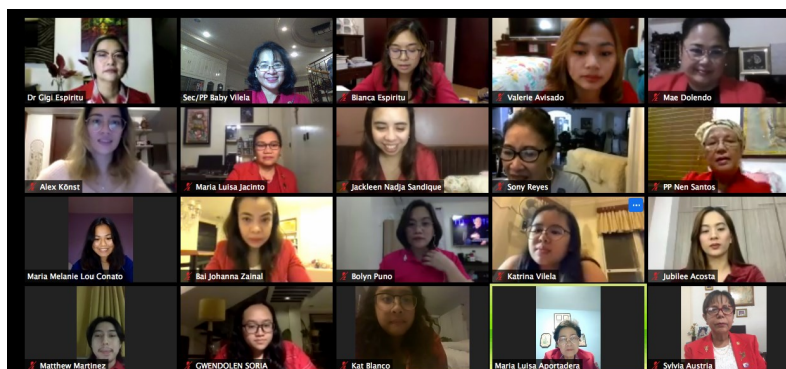 Dr Gigi Espiritu
Sec/PP Baby Vilela
Bianca Espiritu
Valerie Avisado
Mae Dolendo
Alex Könst
Maria Luisa Jacinto
Jackleen Nadja Sandique
Sony Reyes
PP Nen Santos
Maria Melanie Lou Conato
Bai Johanna Zainal
Bolyn Puno
Katrina Vilela
Jubilee Acosta
Matthew Martinez
GWENDOLEN SORIA
Kat Blanco
Maria Luisa Aportadera
Sylvia Austria